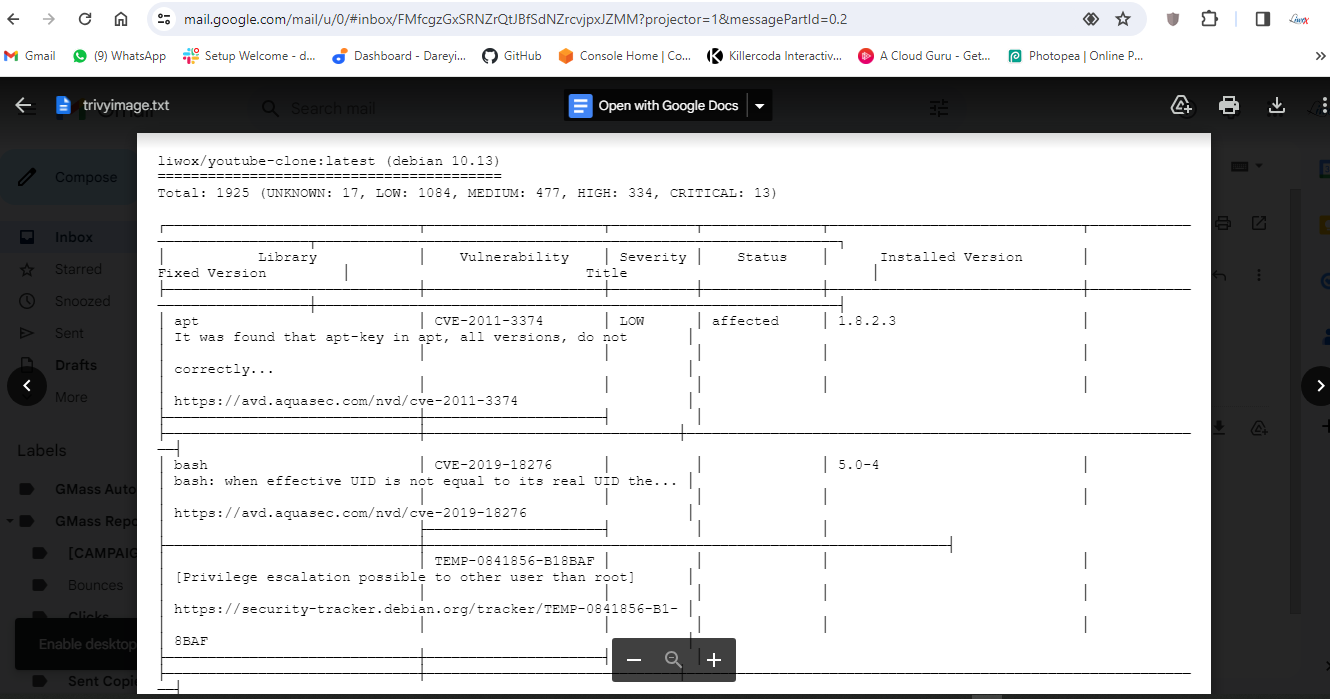 mail.google.com/mail/u/0/#inbox/FMfcgzGxSRNZrQtJBfSdNZrcvjpxJZMM?projector=1&messagePartId=0.2
Gmail (9) WhatsApp Setup Welcome - d... Dashboard - Dareyi... GitHub Console Home | Co... Killercoda Interactiv... A Cloud Guru - Get... Photopea | Online P... »
trivyimage.txt Search mail Open with Google Docs
Compose
Inbox
Starred
Snoozed
Sent
Drafts
More
Labels
GMass Auto
GMass Repo
[CAMPAIG
Bounces
Clicks
Enable desktop
Sent Copi
liwox/youtube-clone:latest (debian 10.13)
=========================================
Total: 1925 (UNKNOWN: 17, LOW: 1084, MEDIUM: 477, HIGH: 334, CRITICAL: 13)
Library Vulnerability Severity Status Installed Version
Fixed Version Title
apt CVE-2011-3374 LOW affected 1.8.2.3
It was found that apt-key in apt, all versions, do not
correctly...
https://avd.aquasec.com/nvd/cve-2011-3374
bash CVE-2019-18276 5.0-4
bash: when effective UID is not equal to its real UID the...
https://avd.aquasec.com/nvd/cve-2019-18276
TEMP-0841856-B18BAF
[Privilege escalation possible to other user than root]
https://security-tracker.debian.org/tracker/TEMP-0841856-B1-
8BAF